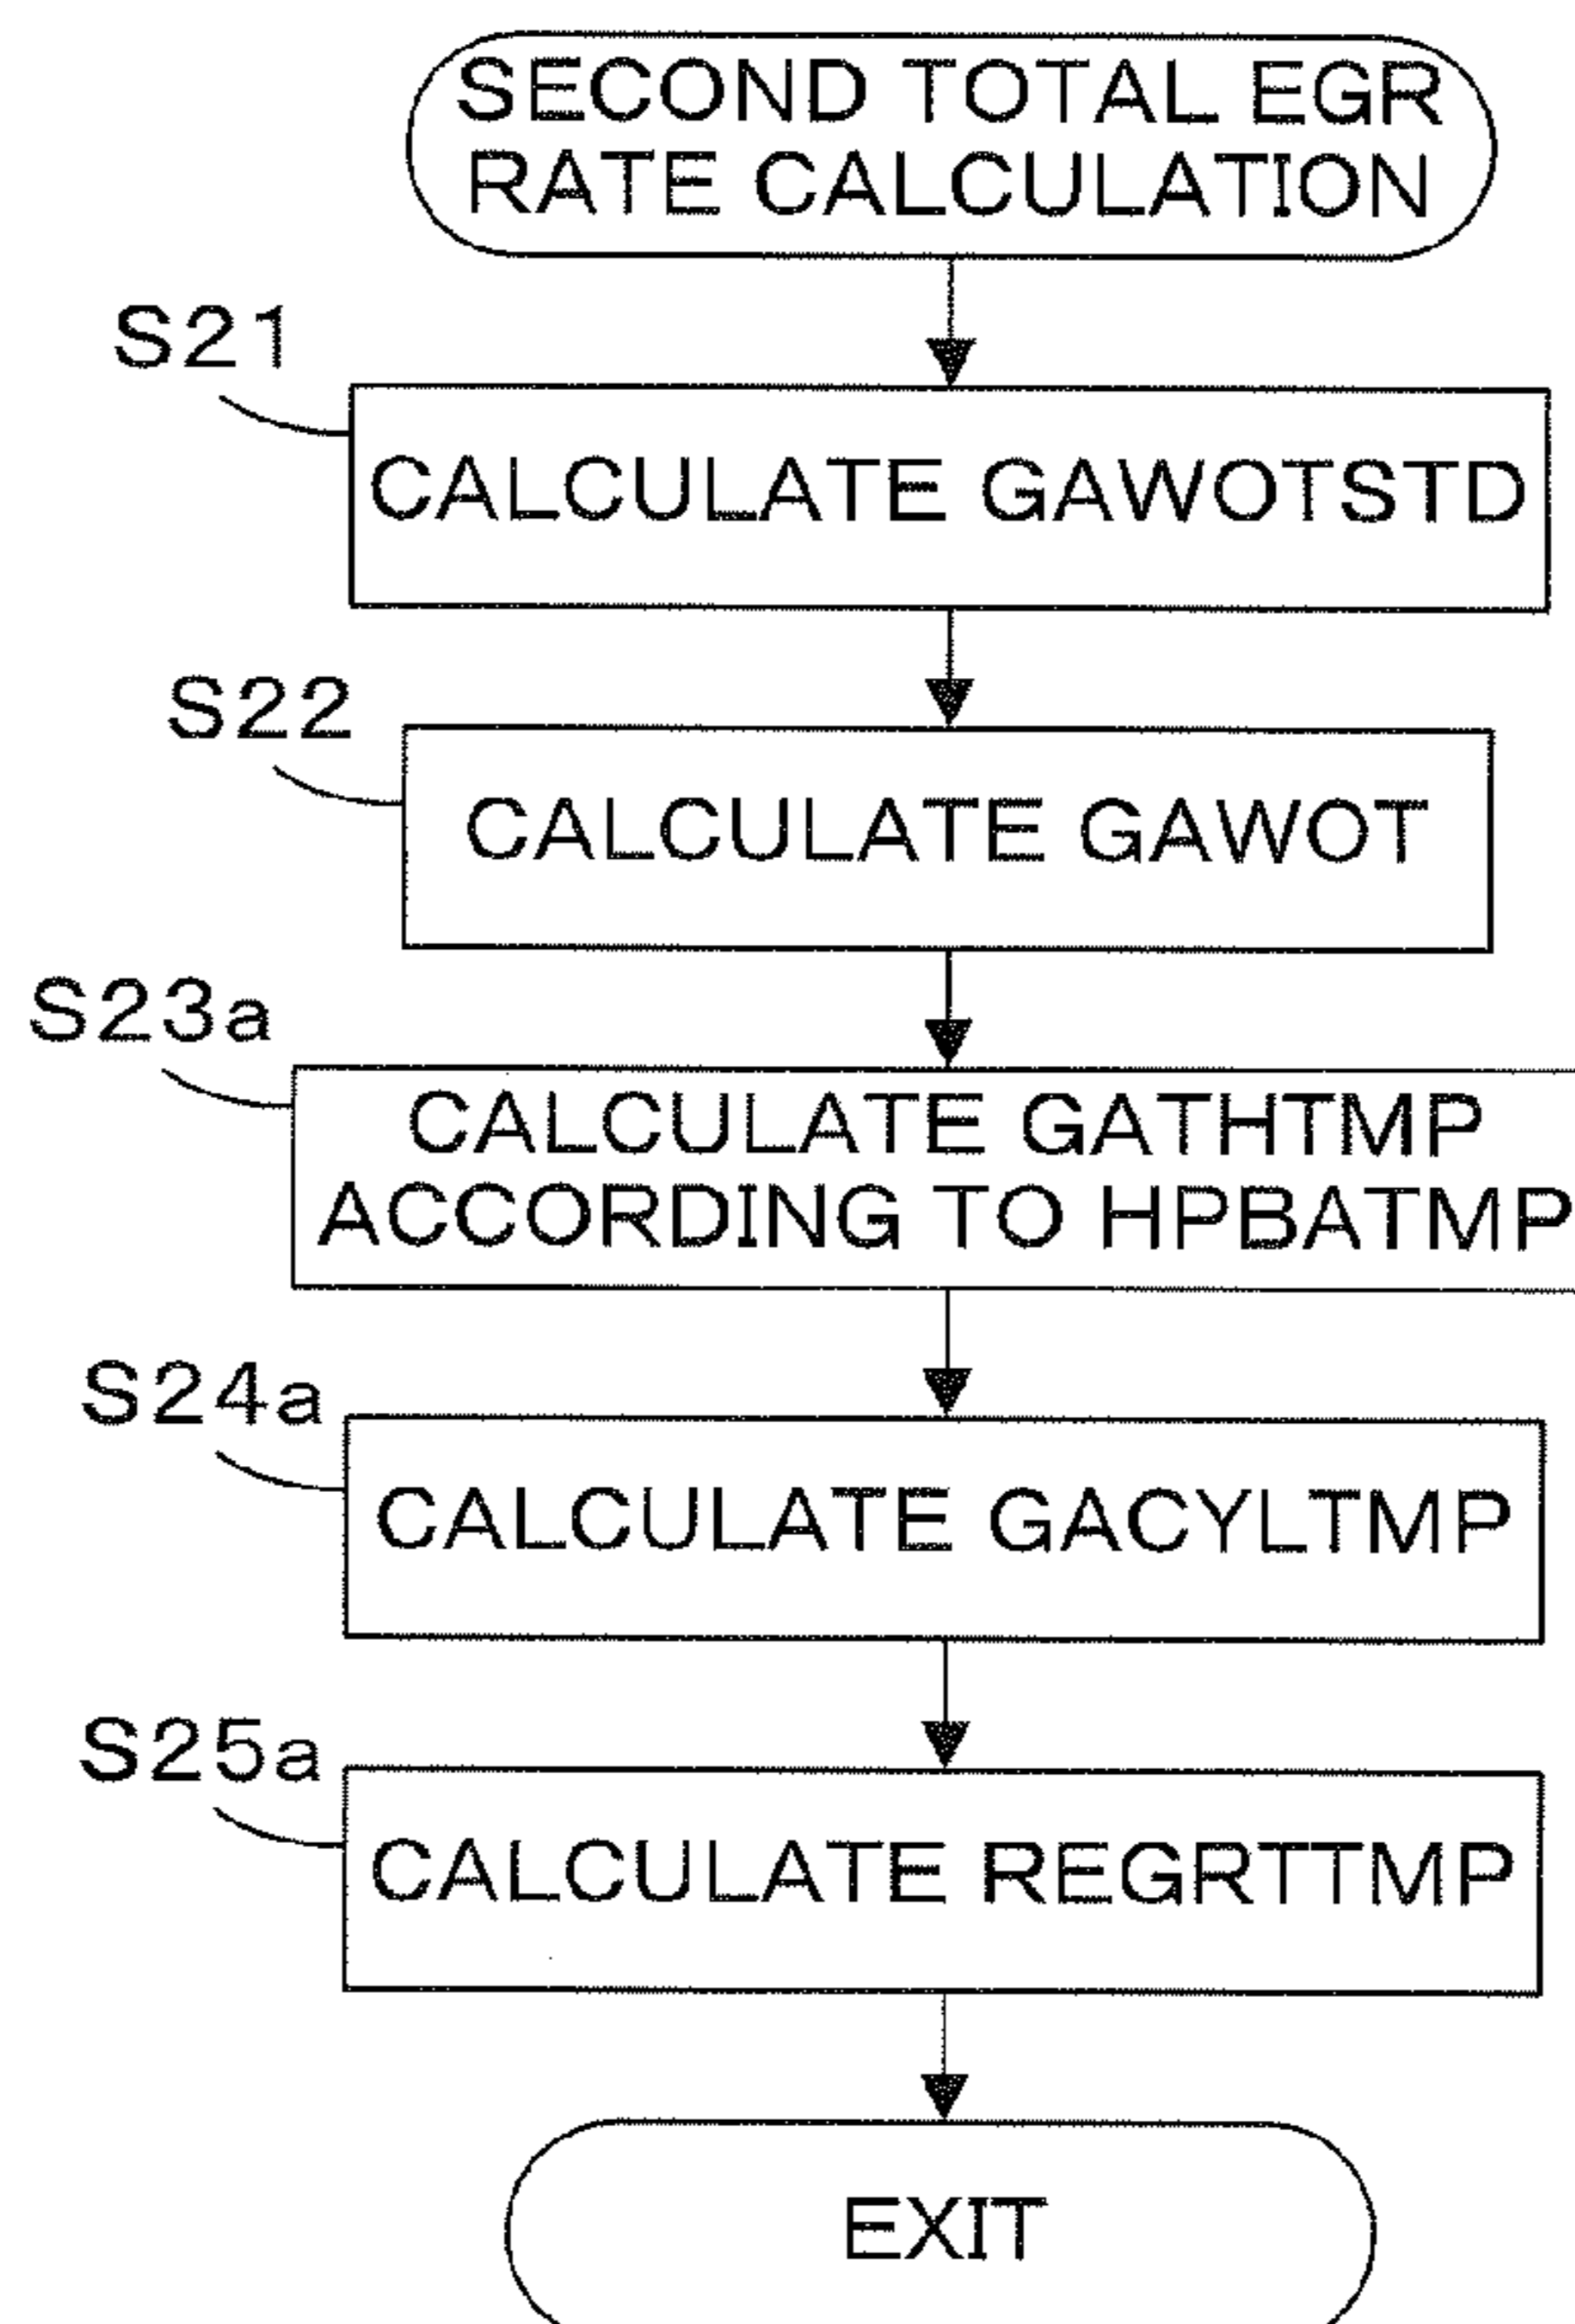 SECOND TOTAL EGR
RATE CALCULATION
S21
CALCULATE GAWOTSTD
S22
CALCULATE GAWOT
S23a
CALCULATE GATHTMP
ACCORDING TO HPBATMP
S24a
CALCULATE GACYLTMP
S25a
CALCULATE REGRTTMP
EXIT